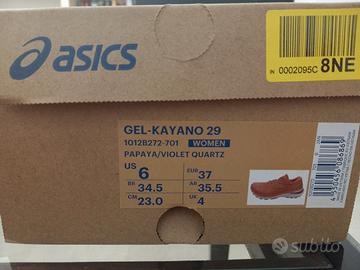 asics
8NE
IN 0002095C
GEL-KAYANO 29
1012B272-701 WOMEN
PAPAYA/VIOLET QUARTZ
US 6 EUR 37
BR 34.5 AR 35.5
CM 23.0 UK 4
4550456086869
subito